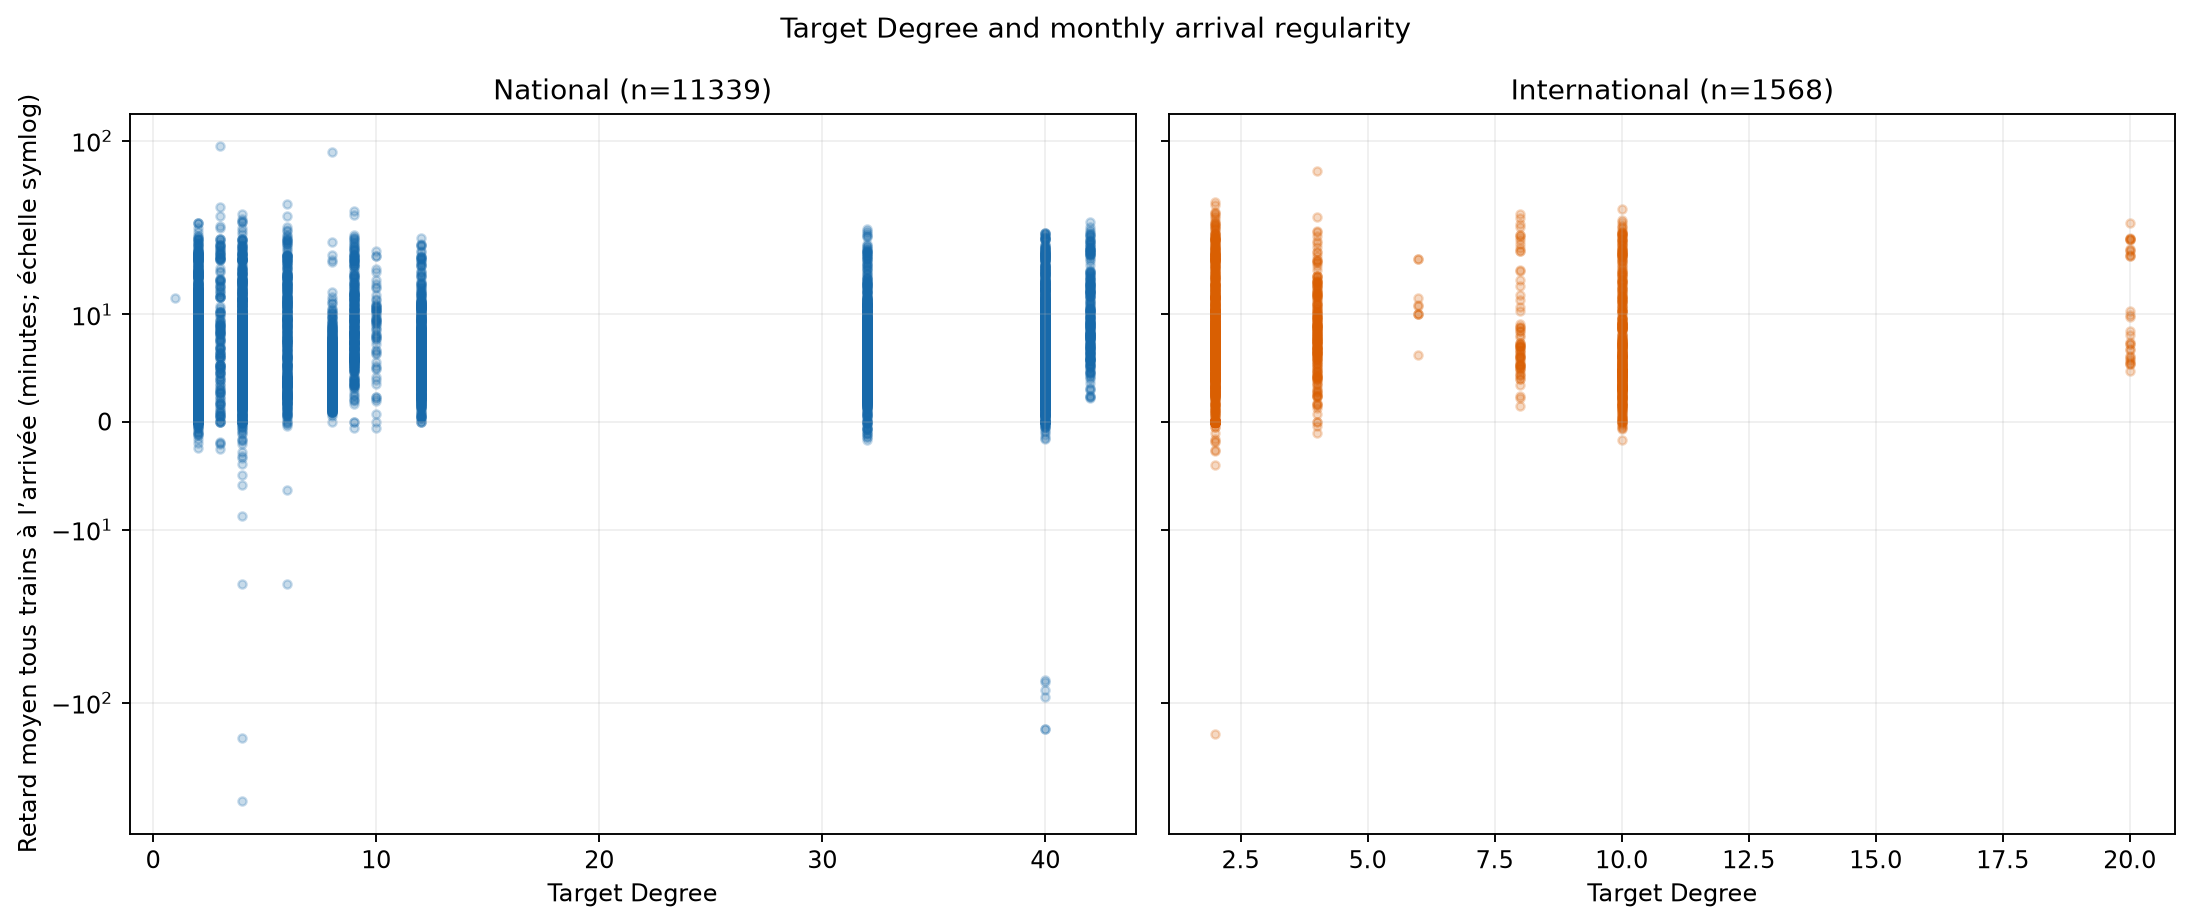 Target Degree and monthly arrival regularity
National (n=11339)
International (n=1568)
Retard moyen tous trains à l’arrivée (minutes; échelle symlog)
10²
10¹
0
−10¹
−10²
0 10 20 30 40
2.5 5.0 7.5 10.0 12.5 15.0 17.5 20.0
Target Degree
Target Degree